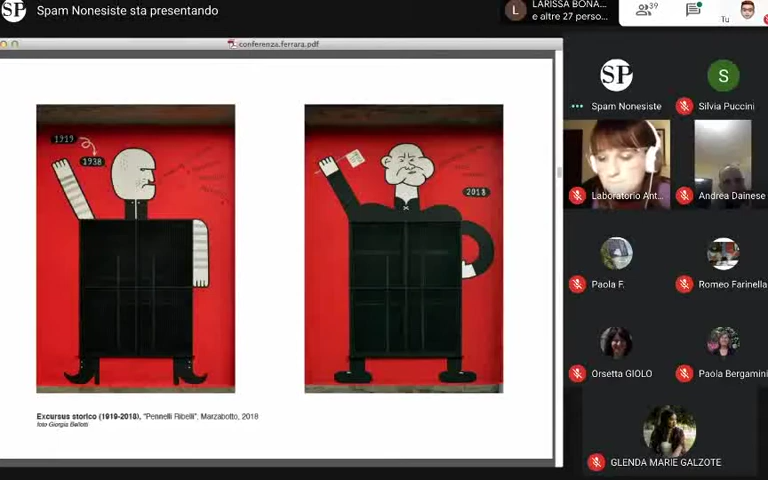 SP
Spam Nonesiste sta presentando
L
LARISSA BONA...
e altre 27 perso...
39
Tu
conferenza.ferrara.pdf
1919
1938
2018
Excursus storico (1919-2018), "Pennelli Ribelli", Marzabotto, 2018
foto Giorgia Bellotti
SP
Spam Nonesiste
S
Silvia Puccini
Laboratorio Ant...
Andrea Dainese
Paola F.
Romeo Farinella
Orsetta GIOLO
Paola Bergamini
GLENDA MARIE GALZOTE